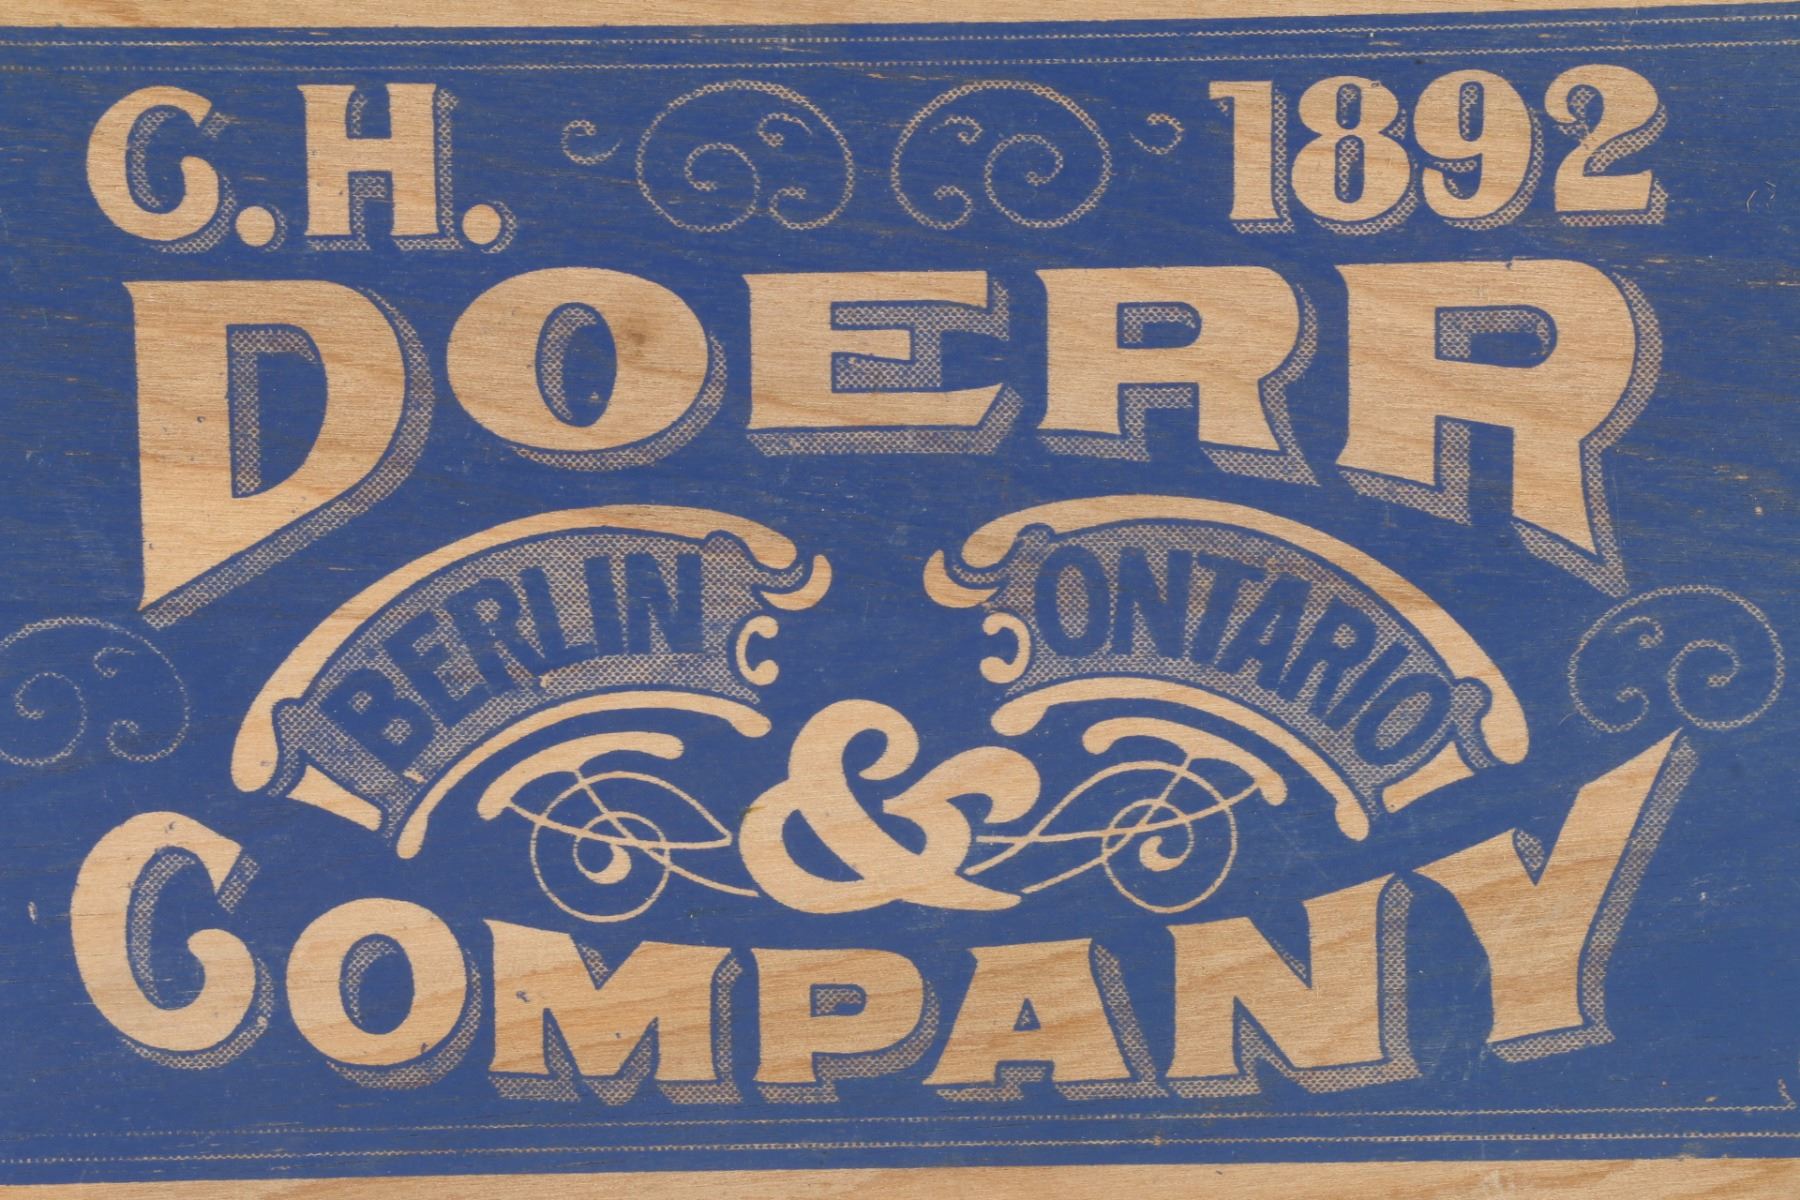 C.H. 1892
DOERR
BERLIN ONTARIO
&
COMPANY